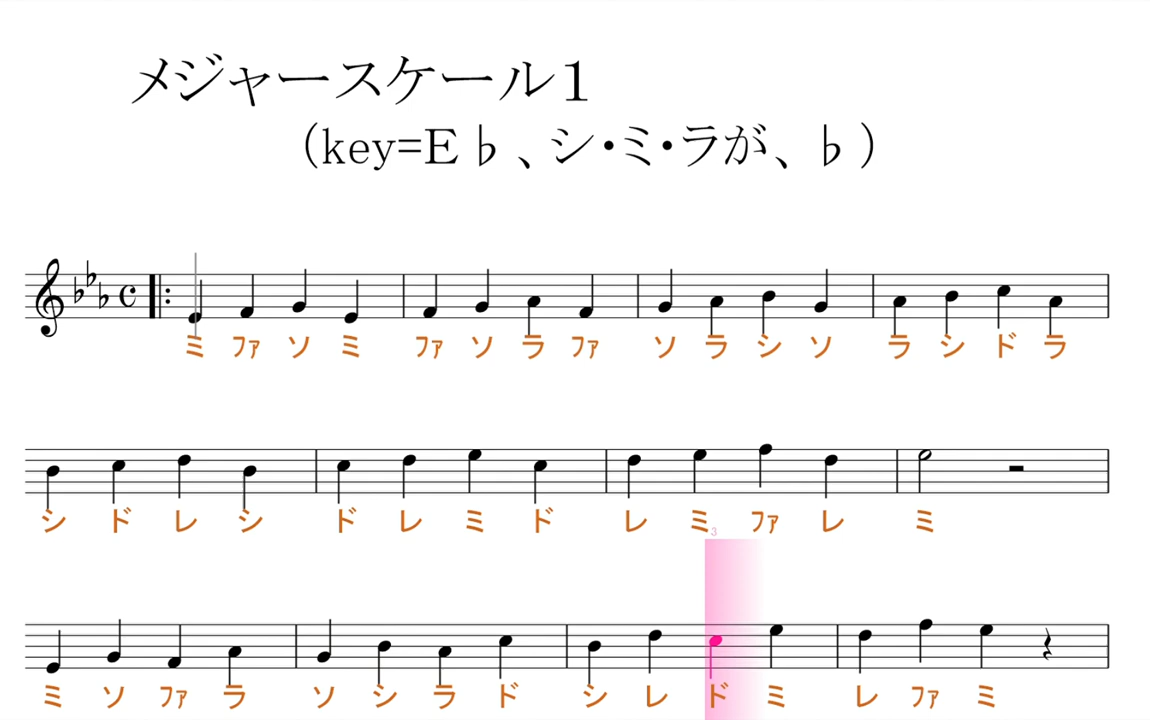 メジャースケール１
（key=E♭、シ・ミ・ラが、♭）
ミ ファ ソ ミ ファ ソ ラ ファ ソ ラ シ ソ ラ シ ド ラ
シ ド レ シ ド レ ミ ド レ ミ ファ レ ミ
3
ミ ソ ファ ラ ソ シ ラ ド シ レ ド ミ レ ファ ミ